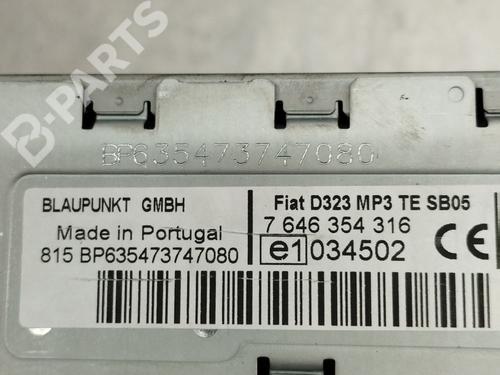 B-PARTS
BP635473747080
BLAUPUNKT GMBH
Made in Portugal
815 BP635473747080
Fiat D323 MP3 TE SB05
7 646 354 316
e1 034502
CE